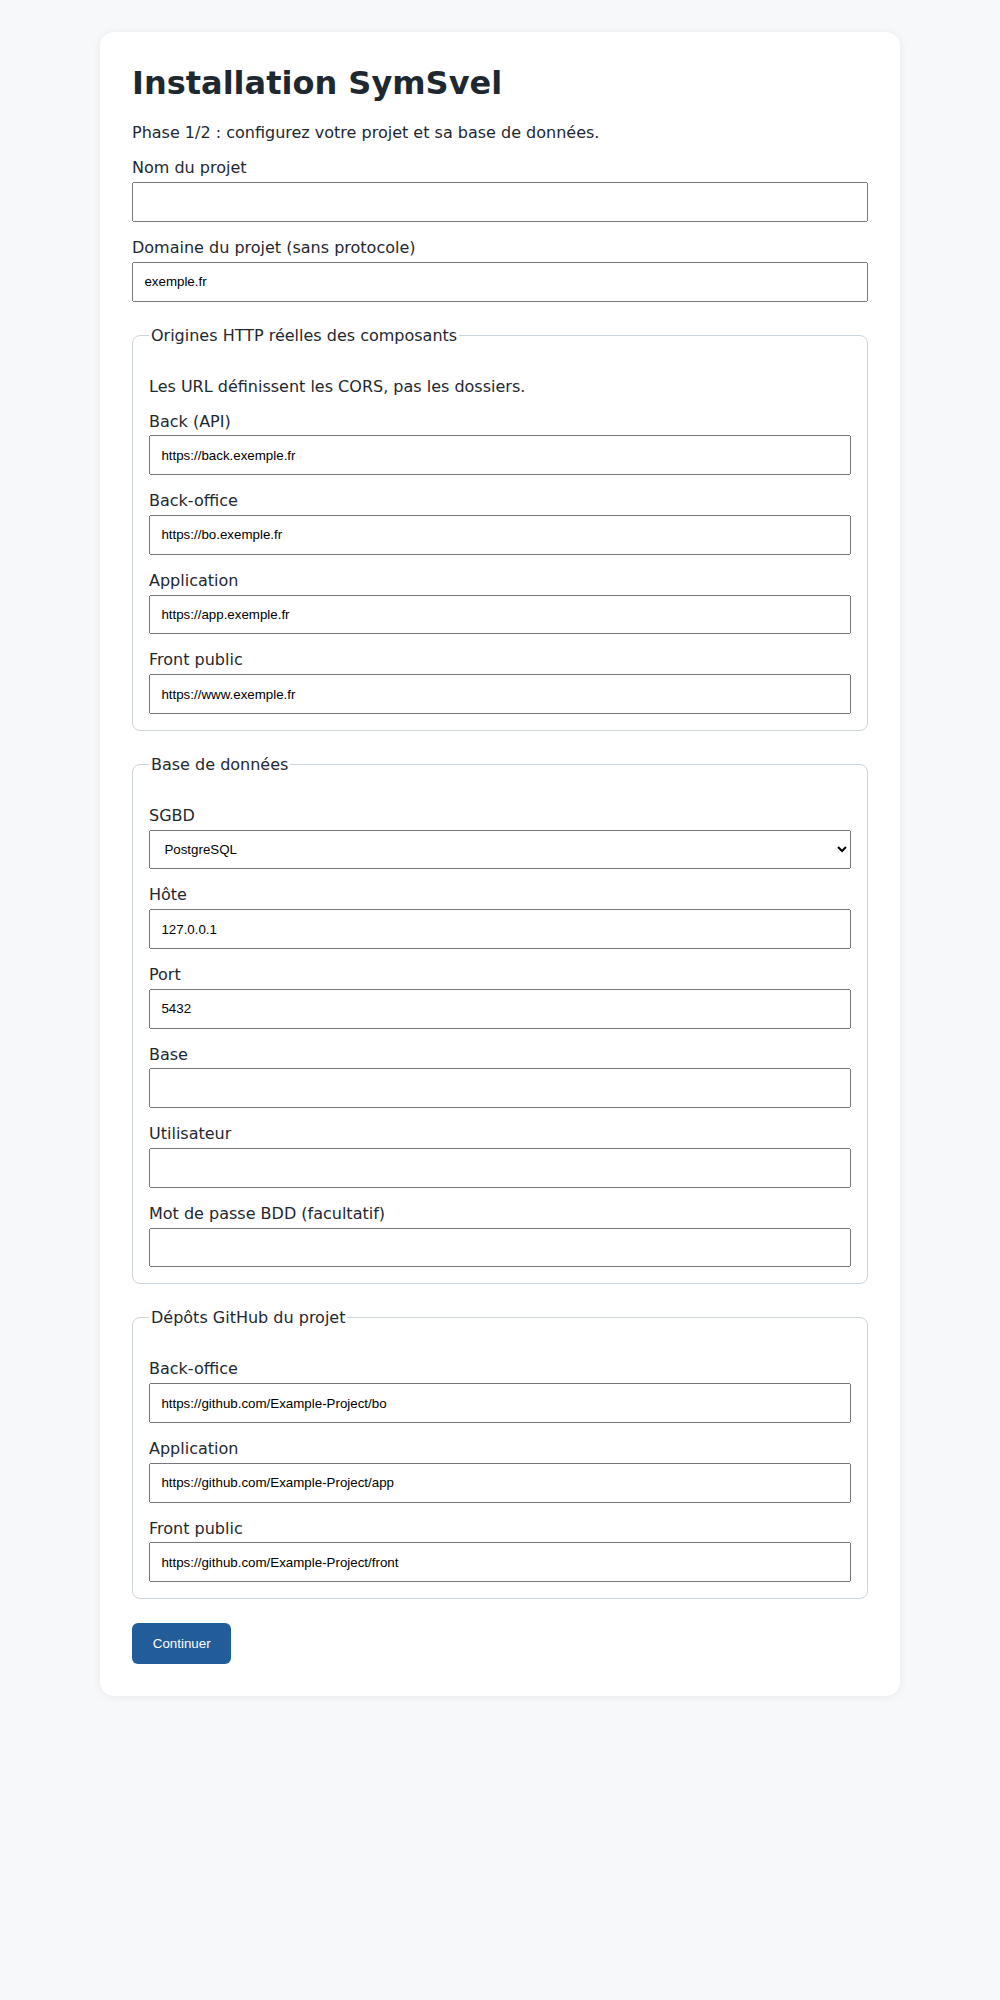 Installation SymSvel
Phase 1/2 : configurez votre projet et sa base de données.
Nom du projet
Domaine du projet (sans protocole)
exemple.fr
Origines HTTP réelles des composants
Les URL définissent les CORS, pas les dossiers.
Back (API)
https://back.exemple.fr
Back-office
https://bo.exemple.fr
Application
https://app.exemple.fr
Front public
https://www.exemple.fr
Base de données
SGBD
PostgreSQL
Hôte
127.0.0.1
Port
5432
Base
Utilisateur
Mot de passe BDD (facultatif)
Dépôts GitHub du projet
Back-office
https://github.com/Example-Project/bo
Application
https://github.com/Example-Project/app
Front public
https://github.com/Example-Project/front
Continuer